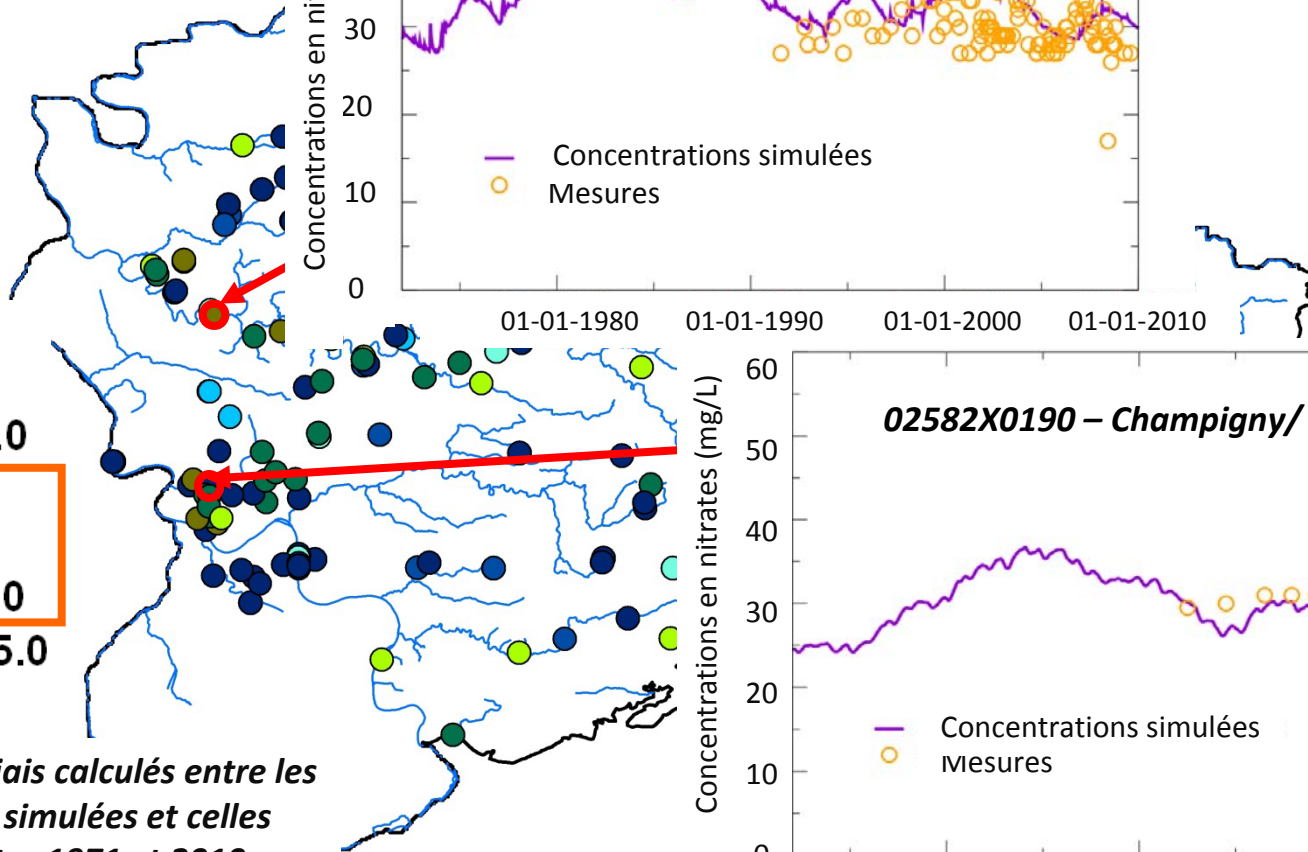 Concentrations en ni
30
20
10
0
Concentrations simulées
Mesures
01-01-1980 01-01-1990 01-01-2000 01-01-2010
.0
0
5.0
iais calculés entre les
simulées et celles
Concentrations en nitrates (mg/L)
60
50
40
30
20
10
02582X0190 – Champigny/
Concentrations simulées
Mesures